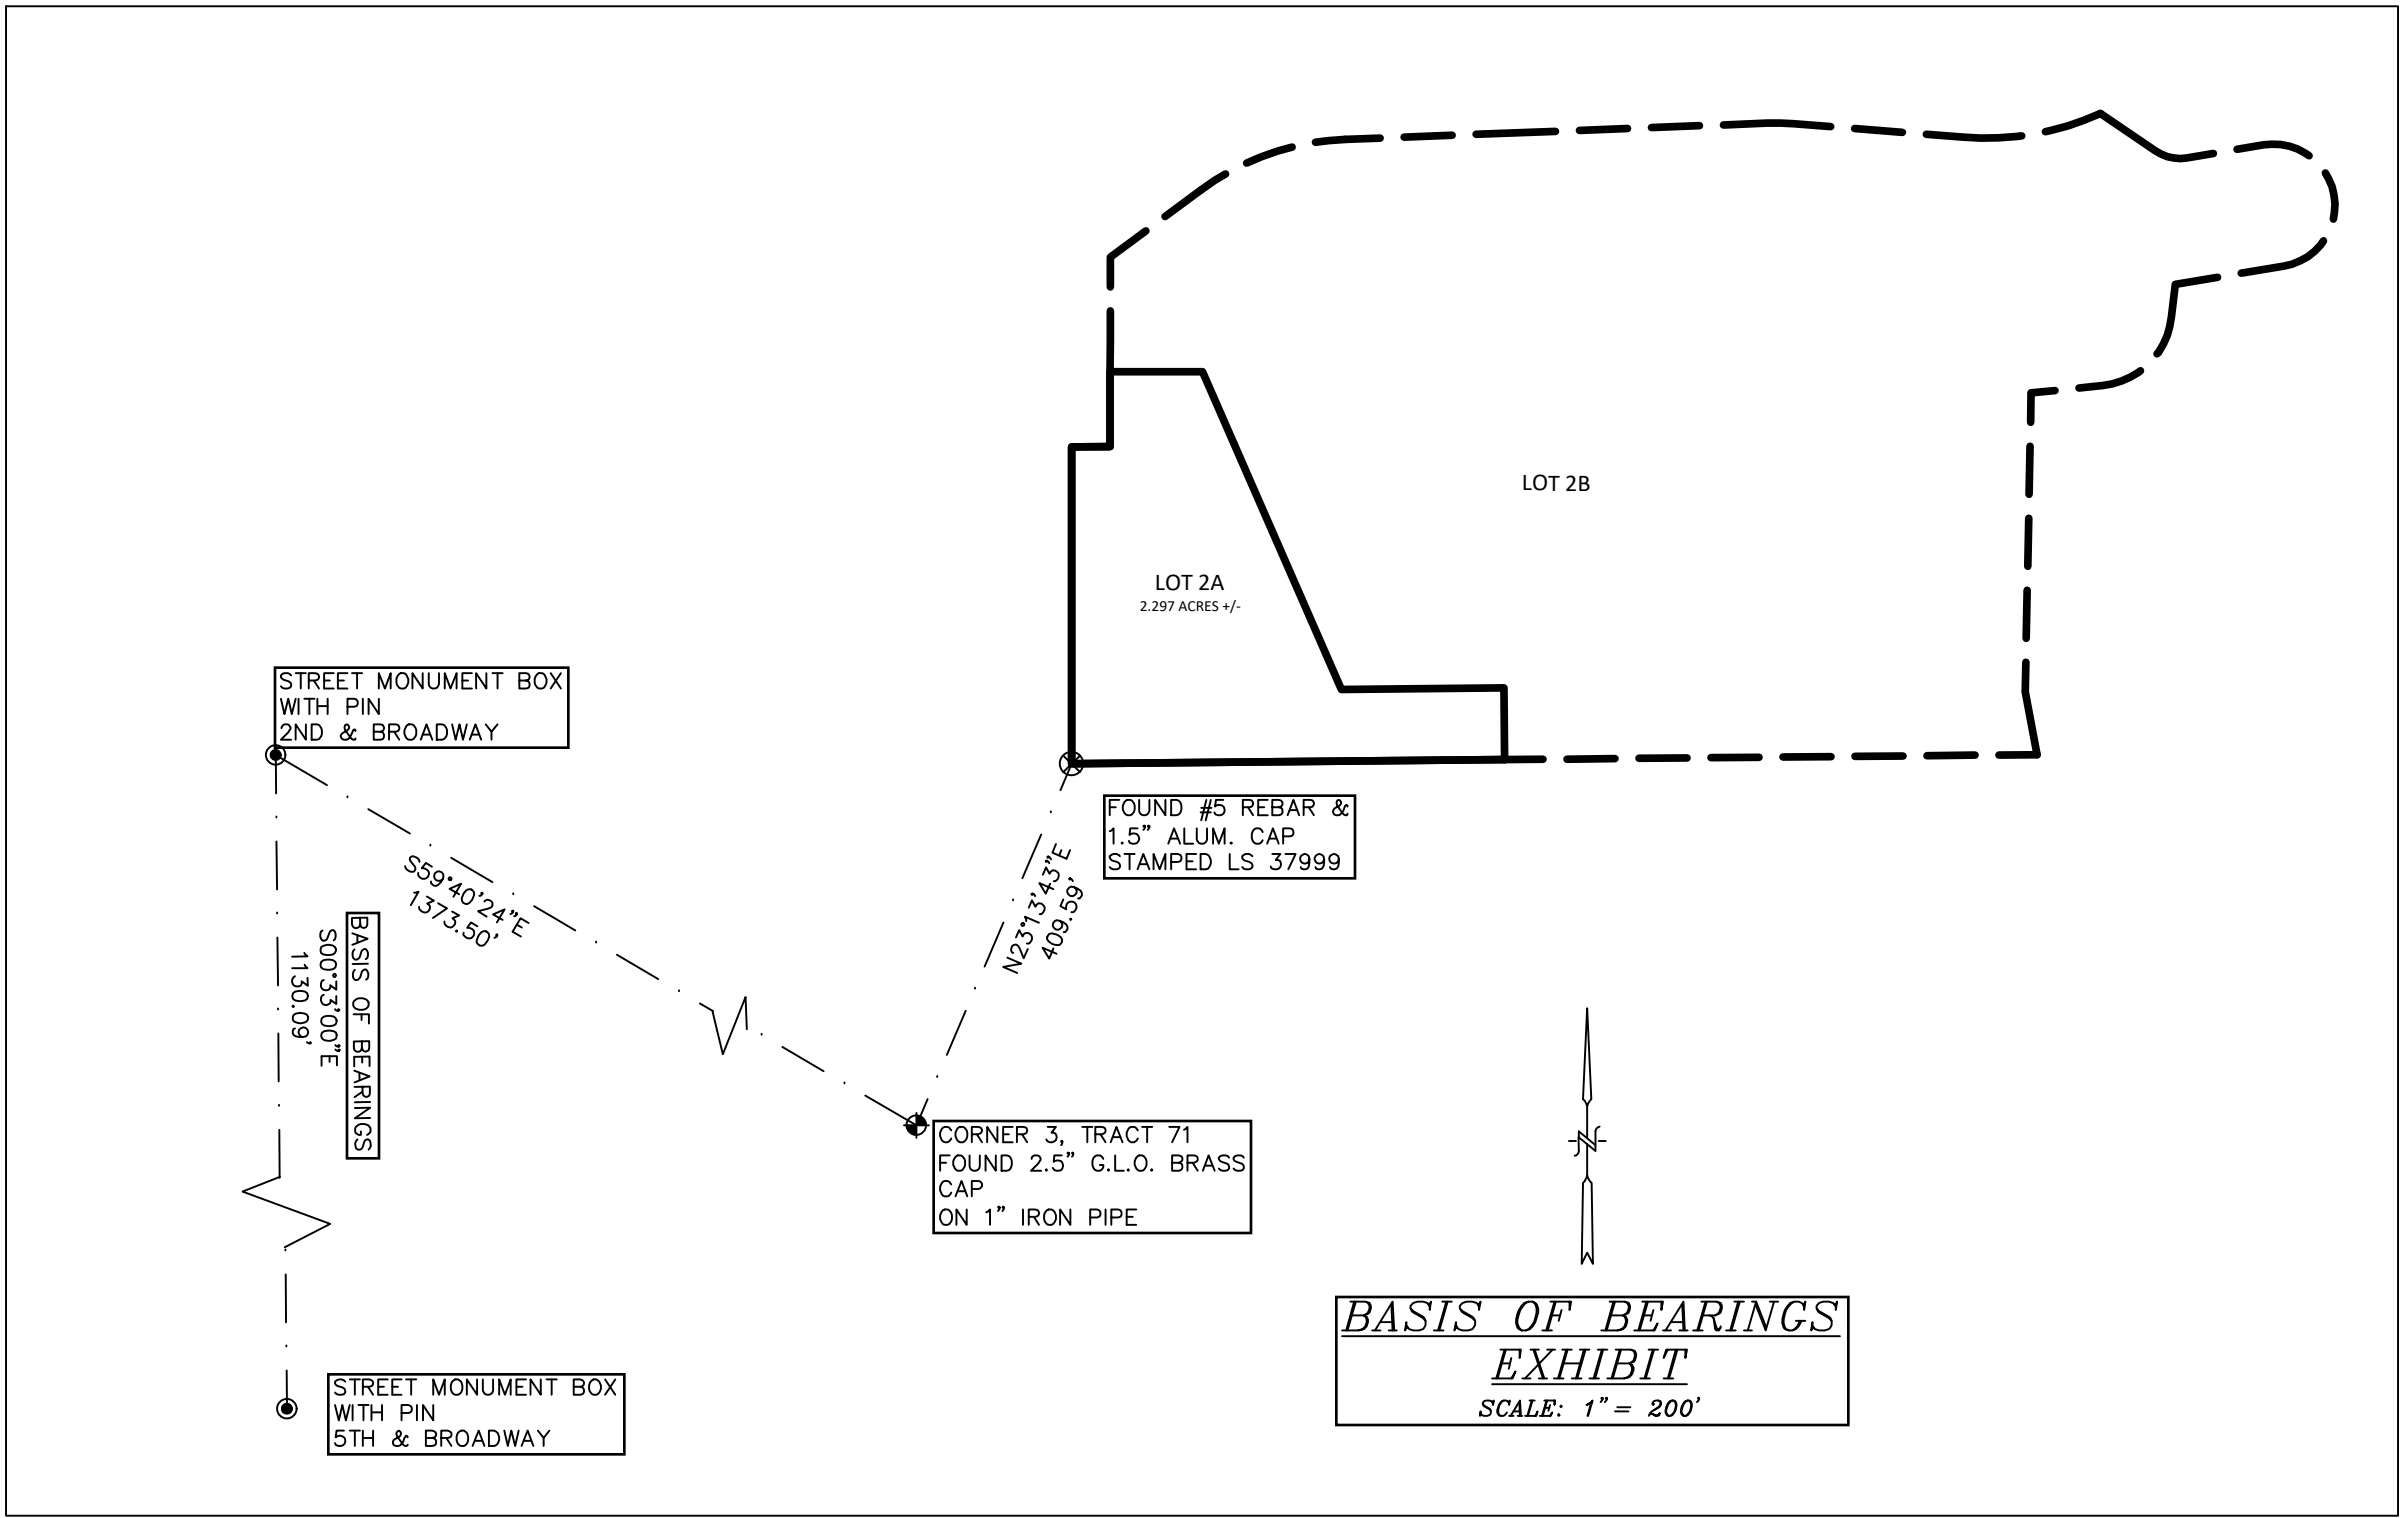 LOT 2B
LOT 2A
2.297 ACRES +/-
STREET MONUMENT BOX
WITH PIN
2ND & BROADWAY
FOUND #5 REBAR &
1.5" ALUM. CAP
STAMPED LS 37999
S59°40'24"E
1373.50'
N23°13'43"E
409.59'
BASIS OF BEARINGS
S00°33'00"E
1130.09'
CORNER 3, TRACT 71
FOUND 2.5" G.L.O. BRASS
CAP
ON 1" IRON PIPE
N
STREET MONUMENT BOX
WITH PIN
5TH & BROADWAY
BASIS OF BEARINGS
EXHIBIT
SCALE: 1"= 200'